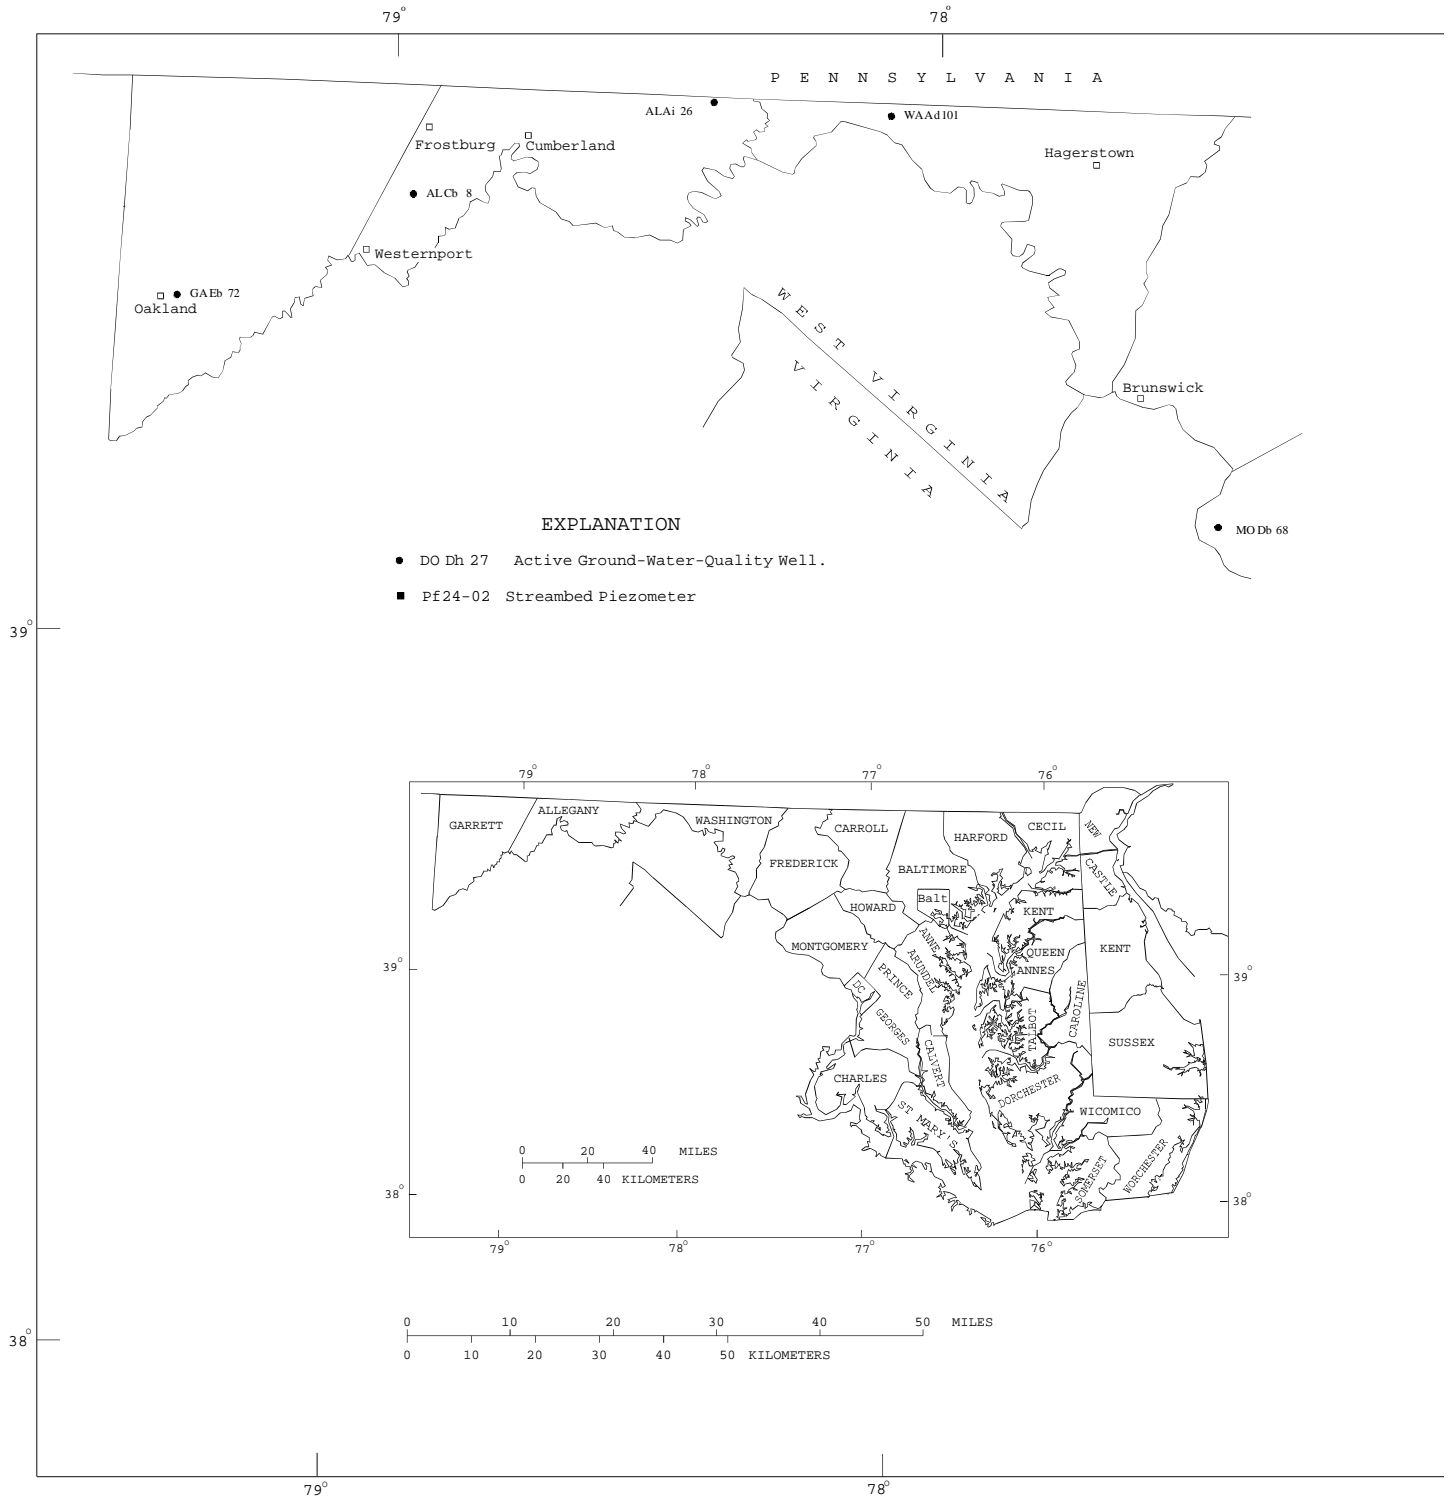 79°
78°
PENNSYLVANIA
ALAi 26
WAAd101
Frostburg
Cumberland
Hagerstown
ALCb 8
Westernport
GAEb 72
Oakland
WEST VIRGINIA
VIRGINIA
Brunswick
MODb 68
EXPLANATION
DO Dh 27 Active Ground-Water-Quality Well.
Pf24-02 Streambed Piezometer
39°
79°
78°
77°
76°
GARRETT
ALLEGANY
WASHINGTON
CARROLL
HARFORD
CECIL
NEW
CASTLE
FREDERICK
BALTIMORE
Balt
HOWARD
KENT
MONTGOMERY
ANNE
ARUNDEL
QUEEN
ANNES
KENT
39°
39°
DC
PRINCE
GEORGES
TALBOT
CAROLINE
SUSSEX
CALVERT
CHARLES
DORCHESTER
ST MARY'S
WICOMICO
SOMERSET
WORCHESTER
0 20 40 MILES
0 20 40 KILOMETERS
38°
38°
79°
78°
77°
76°
0 10 20 30 40 50 MILES
0 10 20 30 40 50 KILOMETERS
38°
79°
78°